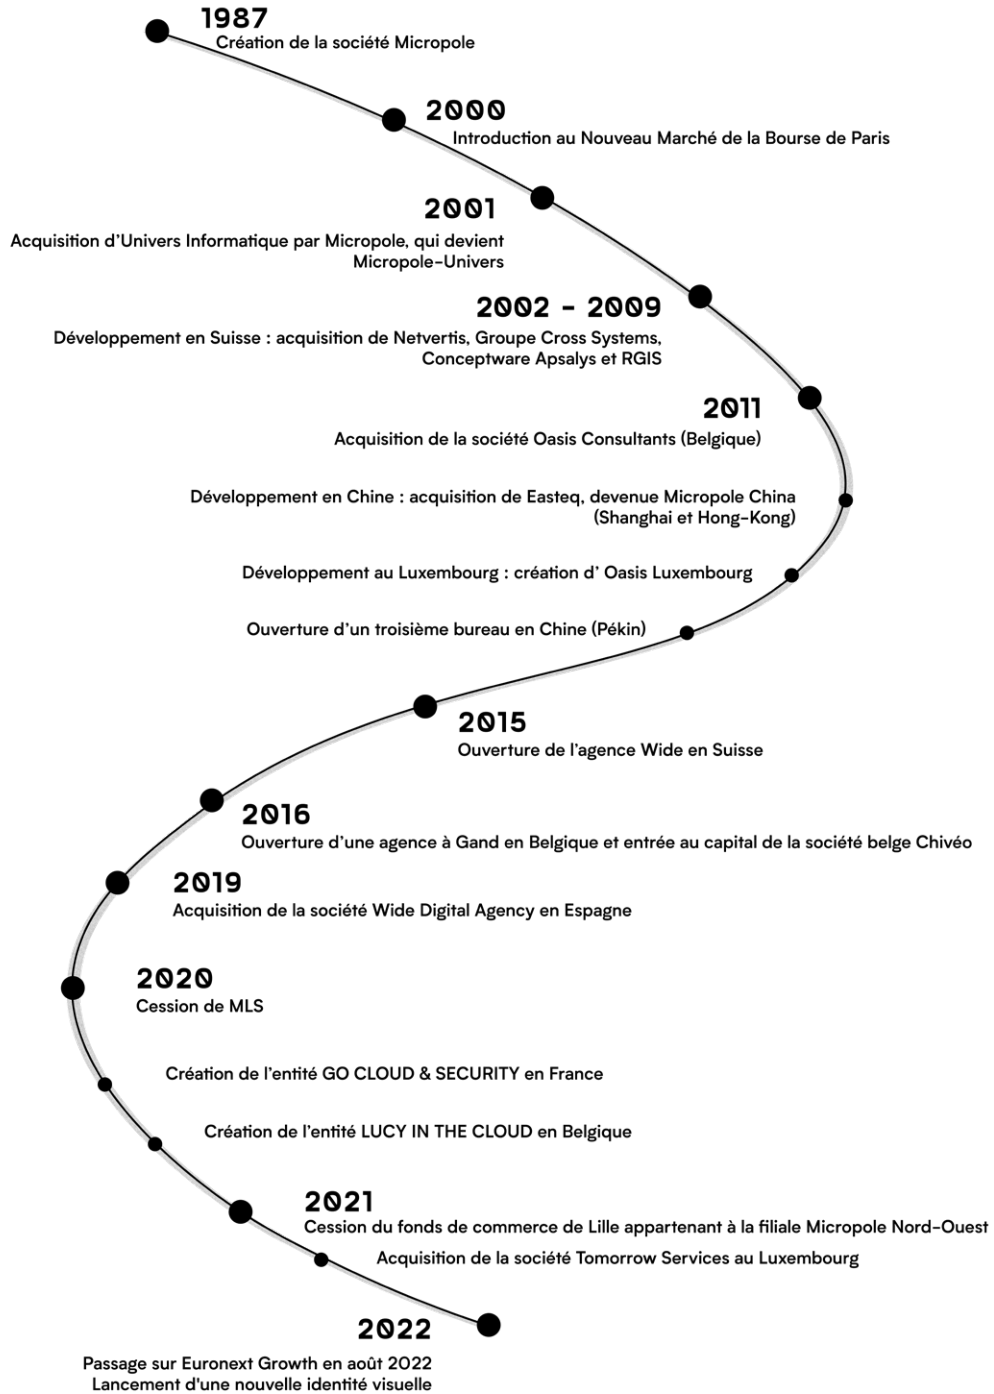 1987
Création de la société Micropole
2000
Introduction au Nouveau Marché de la Bourse de Paris
2001
Acquisition d'Univers Informatique par Micropole, qui devient
Micropole-Univers
2002 - 2009
Développement en Suisse : acquisition de Netvertis, Groupe Cross Systems,
Conceptware Apsalys et RGIS
2011
Acquisition de la société Oasis Consultants (Belgique)
Développement en Chine : acquisition de Easteq, devenue Micropole China
(Shanghai et Hong-Kong)
Développement au Luxembourg : création d' Oasis Luxembourg
Ouverture d'un troisième bureau en Chine (Pékin)
2015
Ouverture de l'agence Wide en Suisse
2016
Ouverture d'une agence à Gand en Belgique et entrée au capital de la société belge Chivéo
2019
Acquisition de la société Wide Digital Agency en Espagne
2020
Cession de MLS
Création de l'entité GO CLOUD & SECURITY en France
Création de l'entité LUCY IN THE CLOUD en Belgique
2021
Cession du fonds de commerce de Lille appartenant à la filiale Micropole Nord-Ouest
Acquisition de la société Tomorrow Services au Luxembourg
2022
Passage sur Euronext Growth en août 2022
Lancement d'une nouvelle identité visuelle